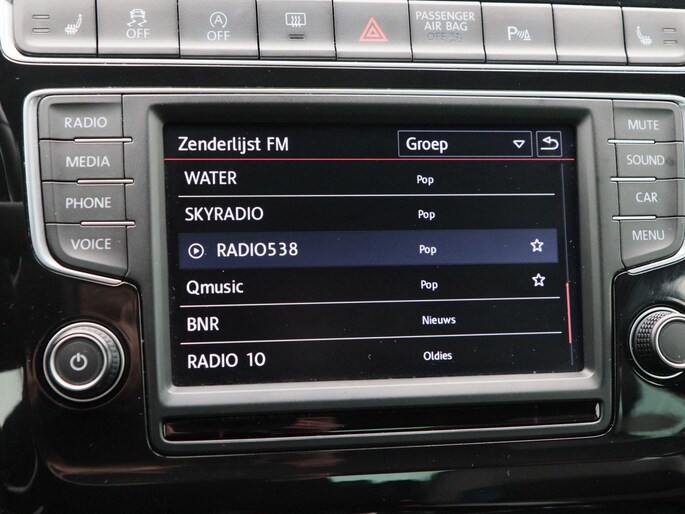 OFF
A OFF
PASSENGER
AIR BAG
OFF
P
RADIO
MEDIA
PHONE
VOICE
Zenderlijst FM Groep
WATER Pop
SKYRADIO Pop
RADIO538 Pop
Qmusic Pop
BNR Nieuws
RADIO 10 Oldies
MUTE
SOUND
CAR
MENU